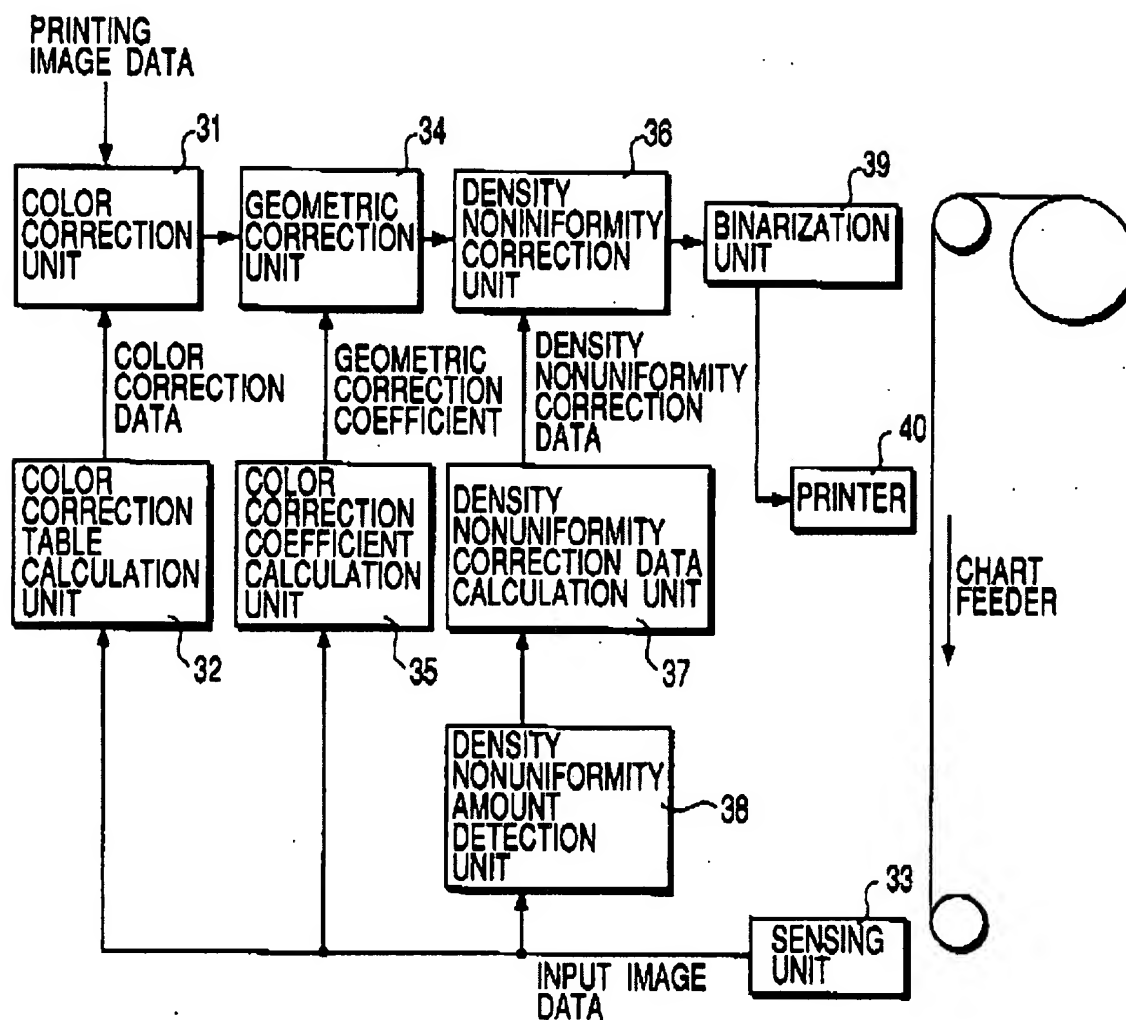 PRINTING
IMAGE DATA
31
COLOR
CORRECTION
UNIT
34
GEOMETRIC
CORRECTION
UNIT
36
DENSITY
NONINIFORMITY
CORRECTION
UNIT
39
BINARIZATION
UNIT
COLOR
CORRECTION
DATA
GEOMETRIC
CORRECTION
COEFFICIENT
DENSITY
NONUNIFORMITY
CORRECTION
DATA
40
PRINTER
CHART
FEEDER
COLOR
CORRECTION
TABLE
CALCULATION
UNIT
32
COLOR
CORRECTION
COEFFICIENT
CALCULATION
UNIT
35
DENSITY
NONUNIFORMITY
CORRECTION DATA
CALCULATION UNIT
37
DENSITY
NONUNIFORMITY
AMOUNT
DETECTION
UNIT
38
33
SENSING
UNIT
INPUT IMAGE
DATA